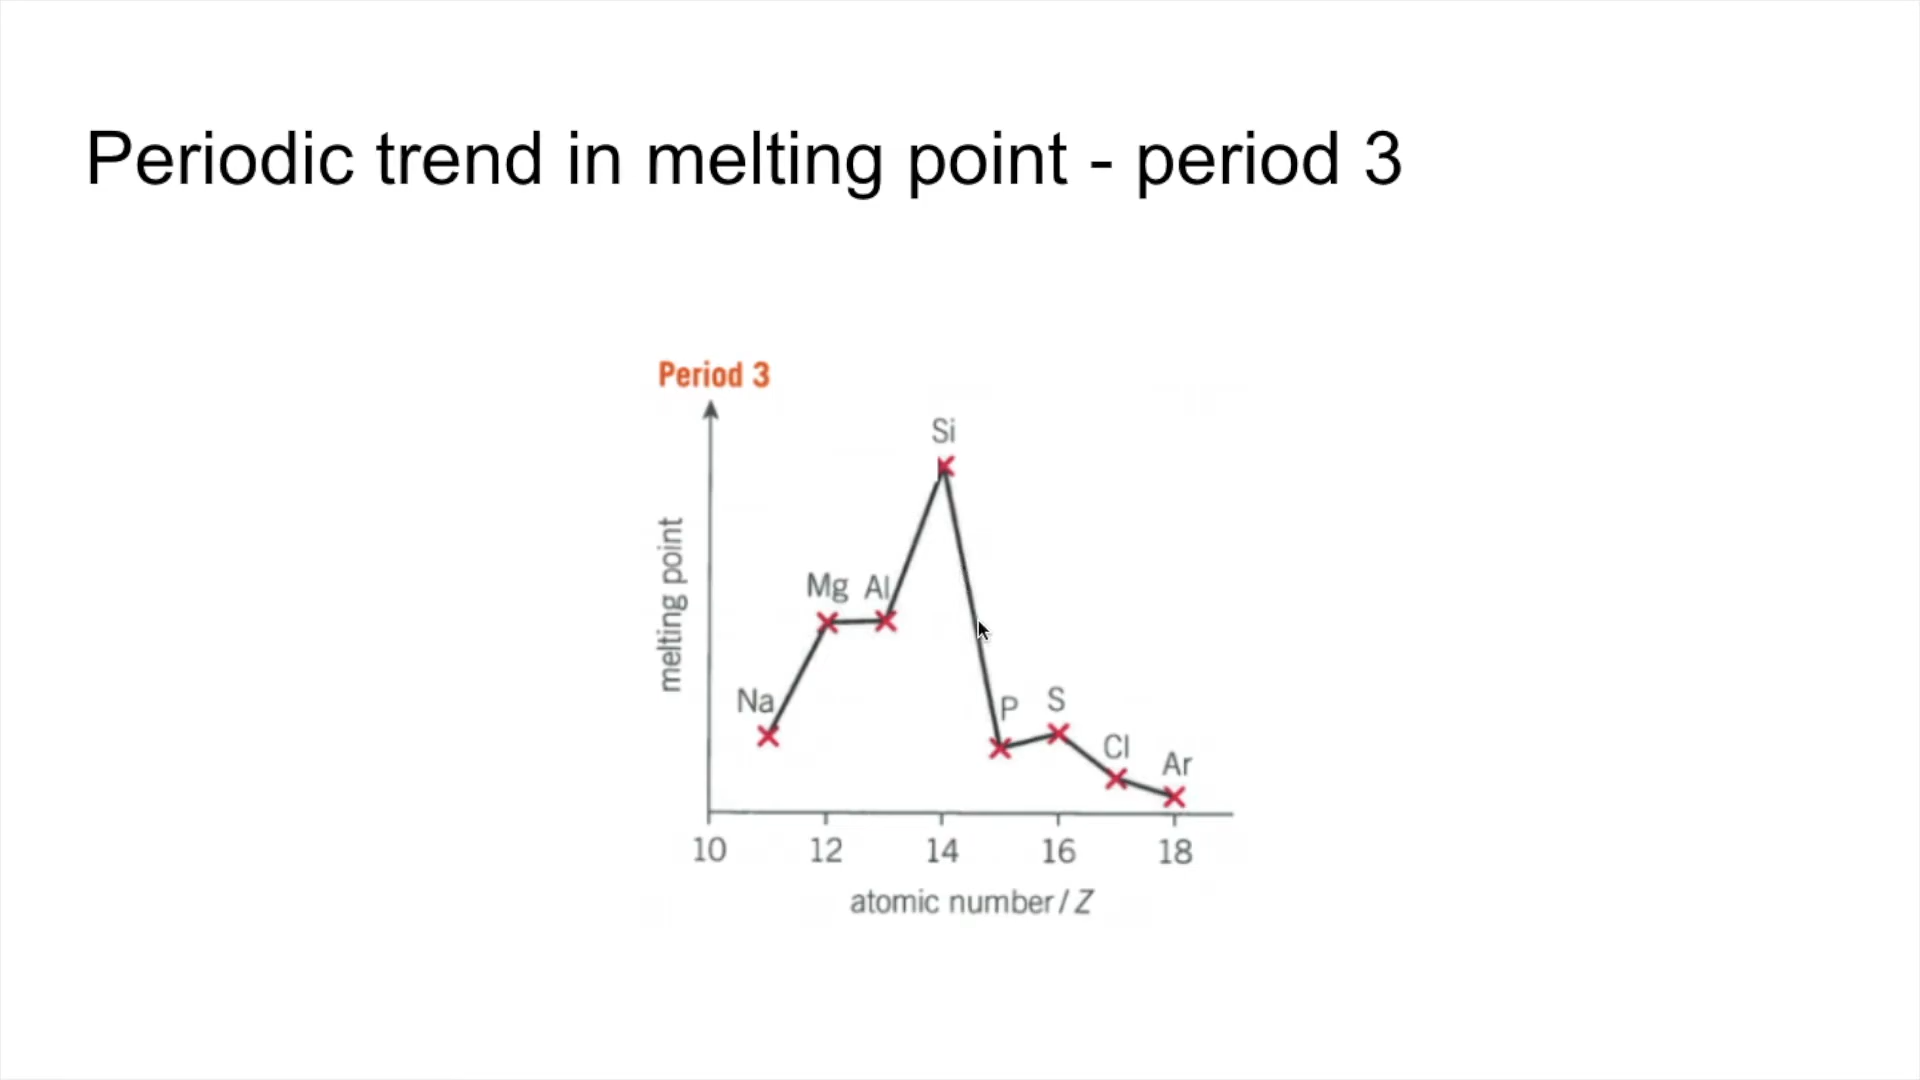 Periodic trend in melting point - period 3
Period 3
Si
Mg Al
Na
P S
Cl
Ar
melting point
10 12 14 16 18
atomic number / Z